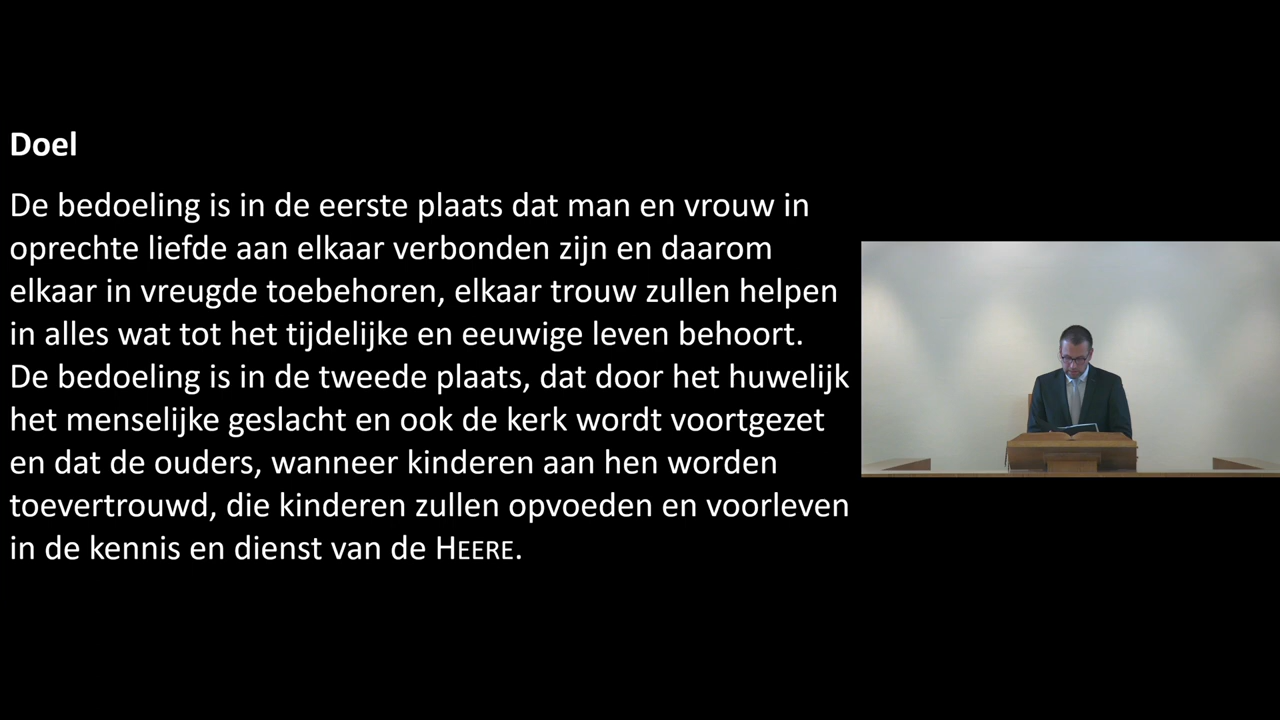 Doel
De bedoeling is in de eerste plaats dat man en vrouw in
oprechte liefde aan elkaar verbonden zijn en daarom
elkaar in vreugde toebehoren, elkaar trouw zullen helpen
in alles wat tot het tijdelijke en eeuwige leven behoort.
De bedoeling is in de tweede plaats, dat door het huwelijk
het menselijke geslacht en ook de kerk wordt voortgezet
en dat de ouders, wanneer kinderen aan hen worden
toevertrouwd, die kinderen zullen opvoeden en voorleven
in de kennis en dienst van de HEERE.